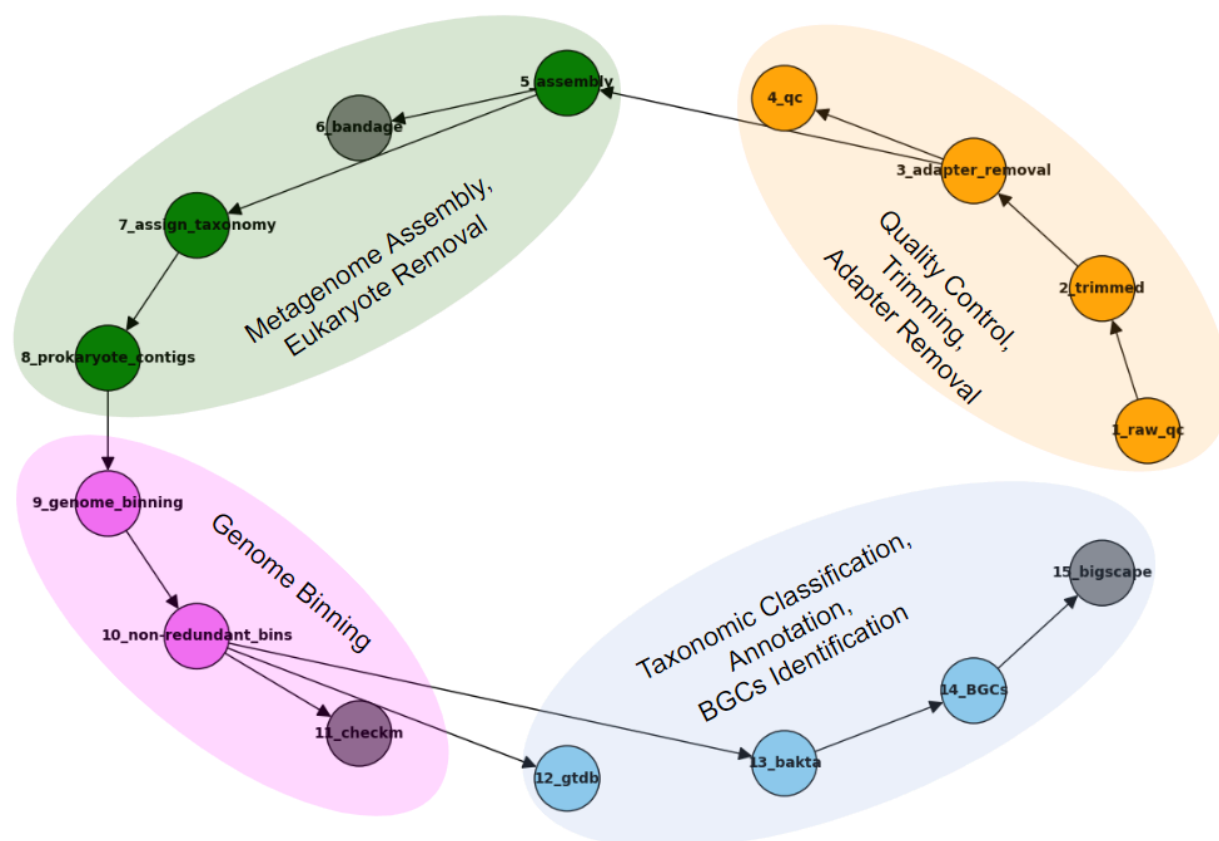 5_assembly
6_bandage
7_assign_taxonomy
8_prokaryote_contigs
Metagenome Assembly,
Eukaryote Removal
4_qc
3_adapter_removal
2_trimmed
1_raw_qc
Quality Control,
Trimming,
Adapter Removal
9_genome_binning
10_non-redundant_bins
11_checkm
Genome Binning
12_gtdb
13_bakta
14_BGCs
15_bigscape
Taxonomic Classification,
Annotation,
BGCs Identification